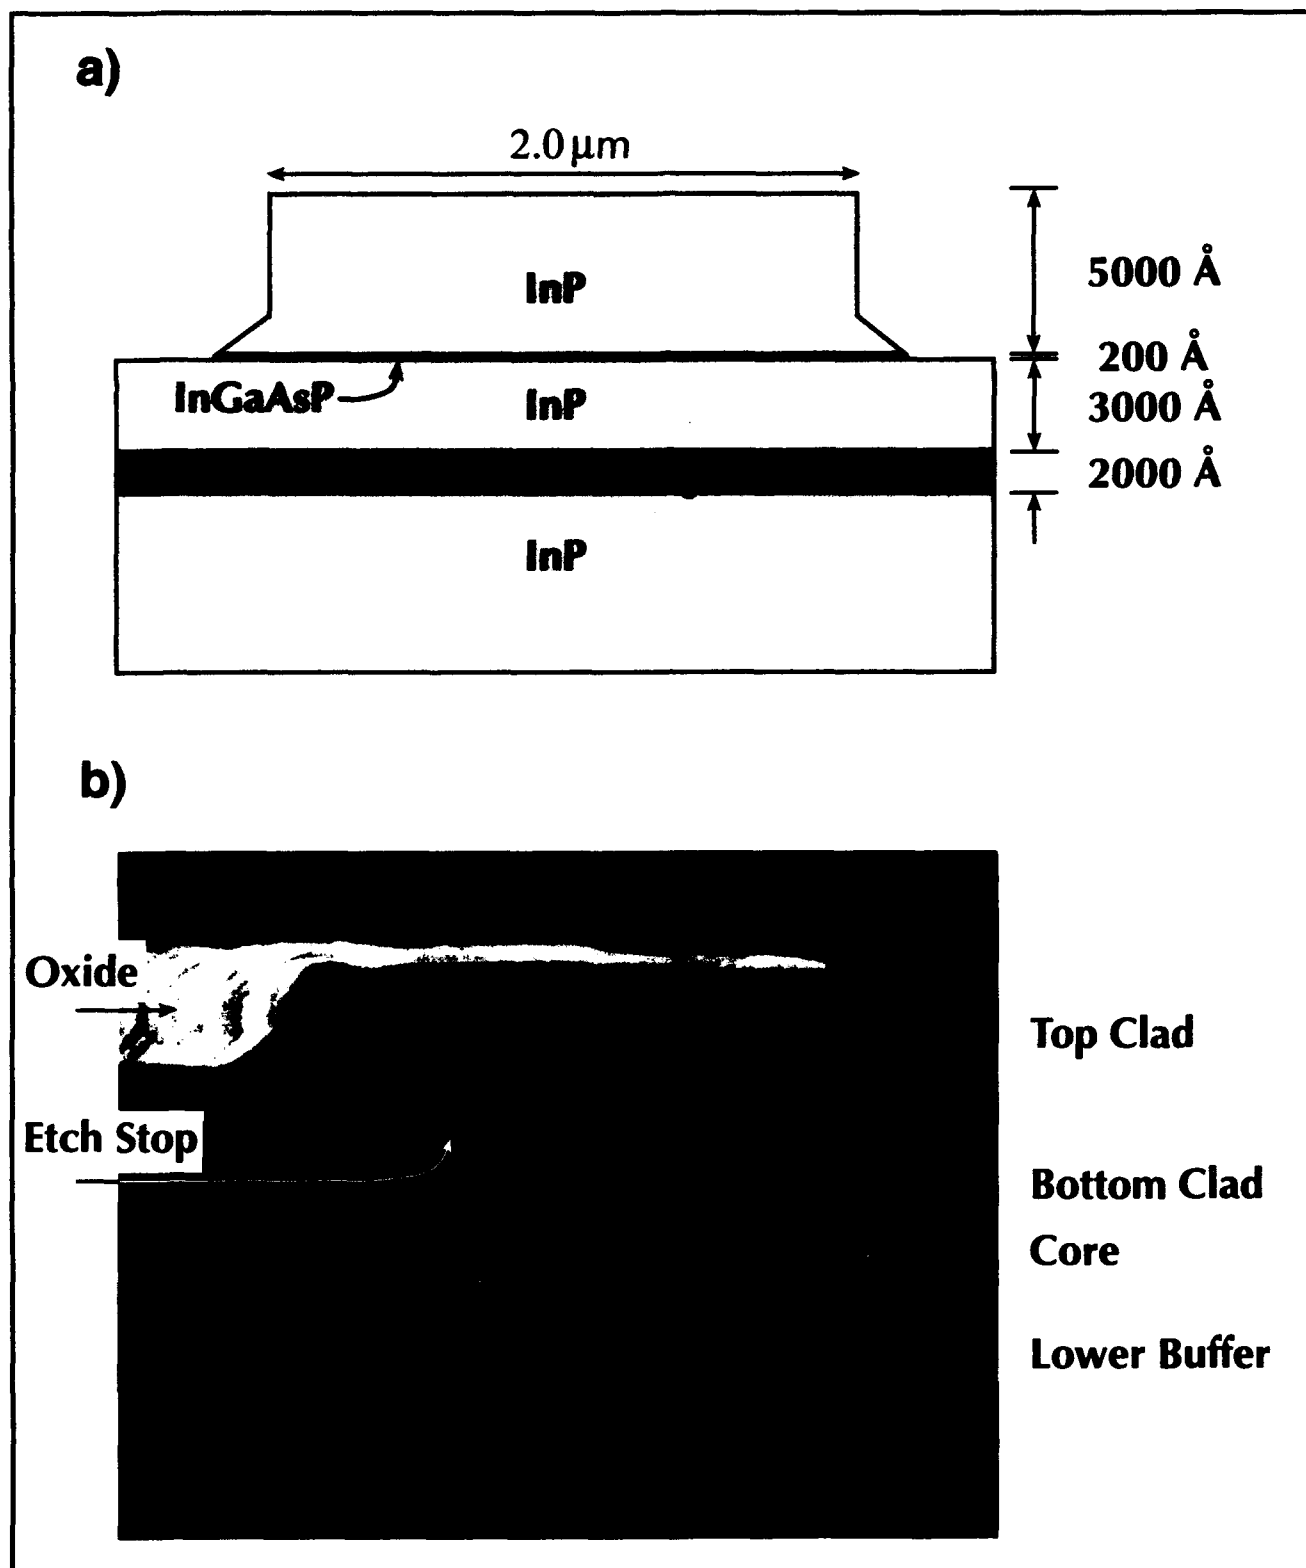 a)
2.0 µm
InP
5000 Å
200 Å
InGaAsP
InP
3000 Å
2000 Å
InP
b)
Oxide
Top Clad
Etch Stop
Bottom Clad
Core
Lower Buffer